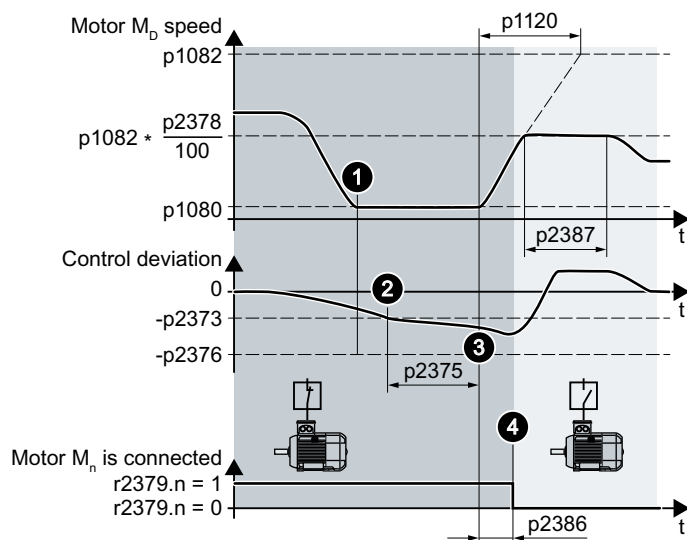 Motor M_D speed
p1120
p1082
p1082 * p2378
100
1
p1080
t
p2387
Control deviation
0
2
t
-p2373
3
-p2376
p2375
4
Motor M_n is connected
r2379.n = 1
r2379.n = 0
t
p2386